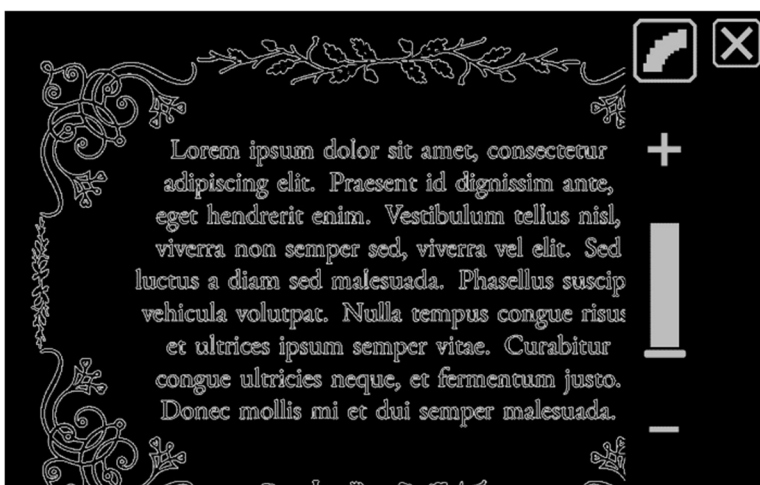 Lorem ipsum dolor sit amet, consectetur
adipiscing elit. Praesent id dignissim ante,
eget hendrerit enim. Vestibulum tellus nisl,
viverra non semper sed, viverra vel elit. Sed
luctus a diam sed malesuada. Phasellus suscip
vehicula volutpat. Nulla tempus congue risus
et ultrices ipsum semper vitae. Curabitur
congue ultricies neque, et fermentum justo.
Donec mollis mi et dui semper malesuada.